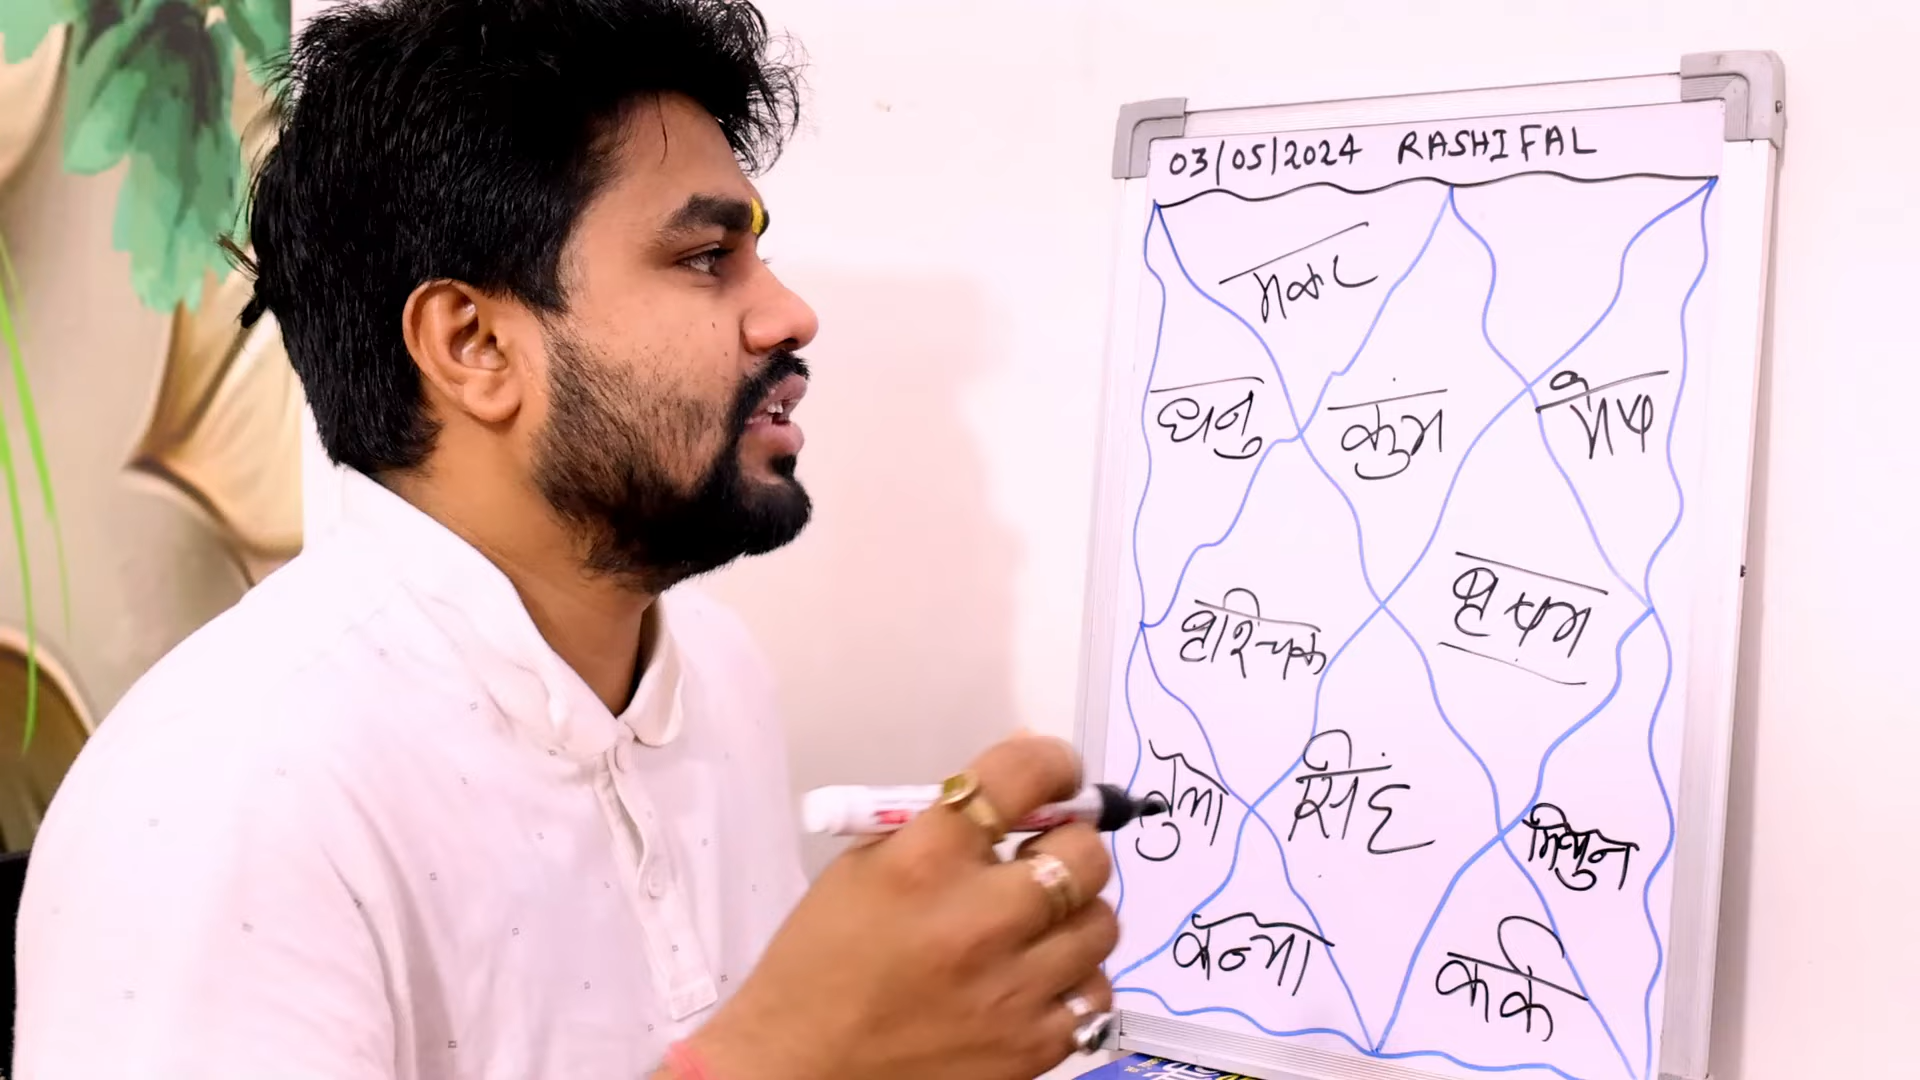 03/05/2024 RASHIFAL
मकर
धनु
कुंभ
मेष
वृश्चिक
वृषभ
तुला
सिंह
मिथुन
कन्या
कर्क